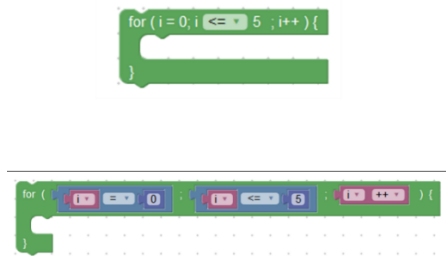 for ( i = 0; i <= 5 ; i++ ) {
}
for ( i = 0 ; i <= 5 ; i ++ ) {
}